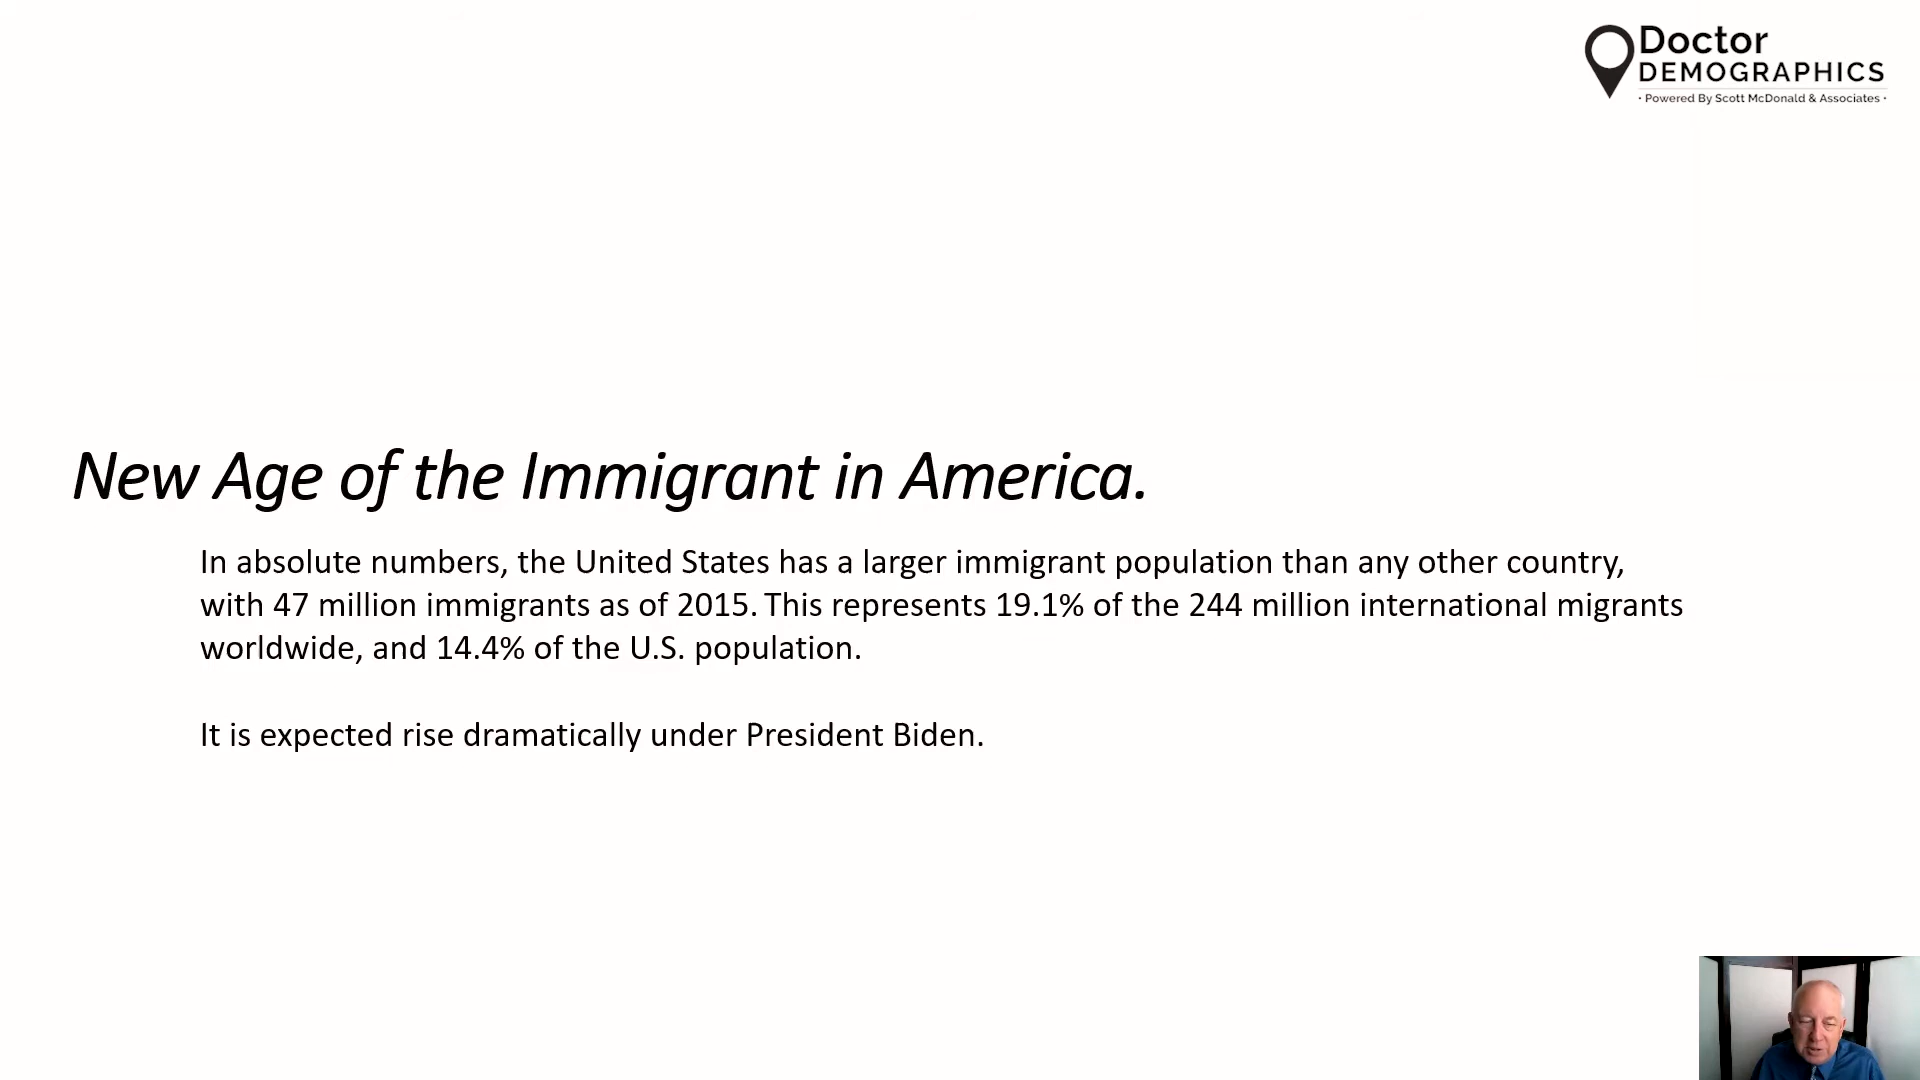 Doctor
DEMOGRAPHICS
• Powered By Scott McDonald & Associates •
New Age of the Immigrant in America.
In absolute numbers, the United States has a larger immigrant population than any other country,
with 47 million immigrants as of 2015. This represents 19.1% of the 244 million international migrants
worldwide, and 14.4% of the U.S. population.
It is expected rise dramatically under President Biden.